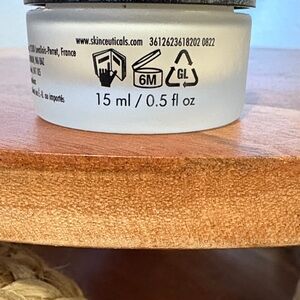 www.skinceuticals.com 3612623618202 0822
Levallois-Perret, France
6M
GL
15 ml / 0.5 fl oz